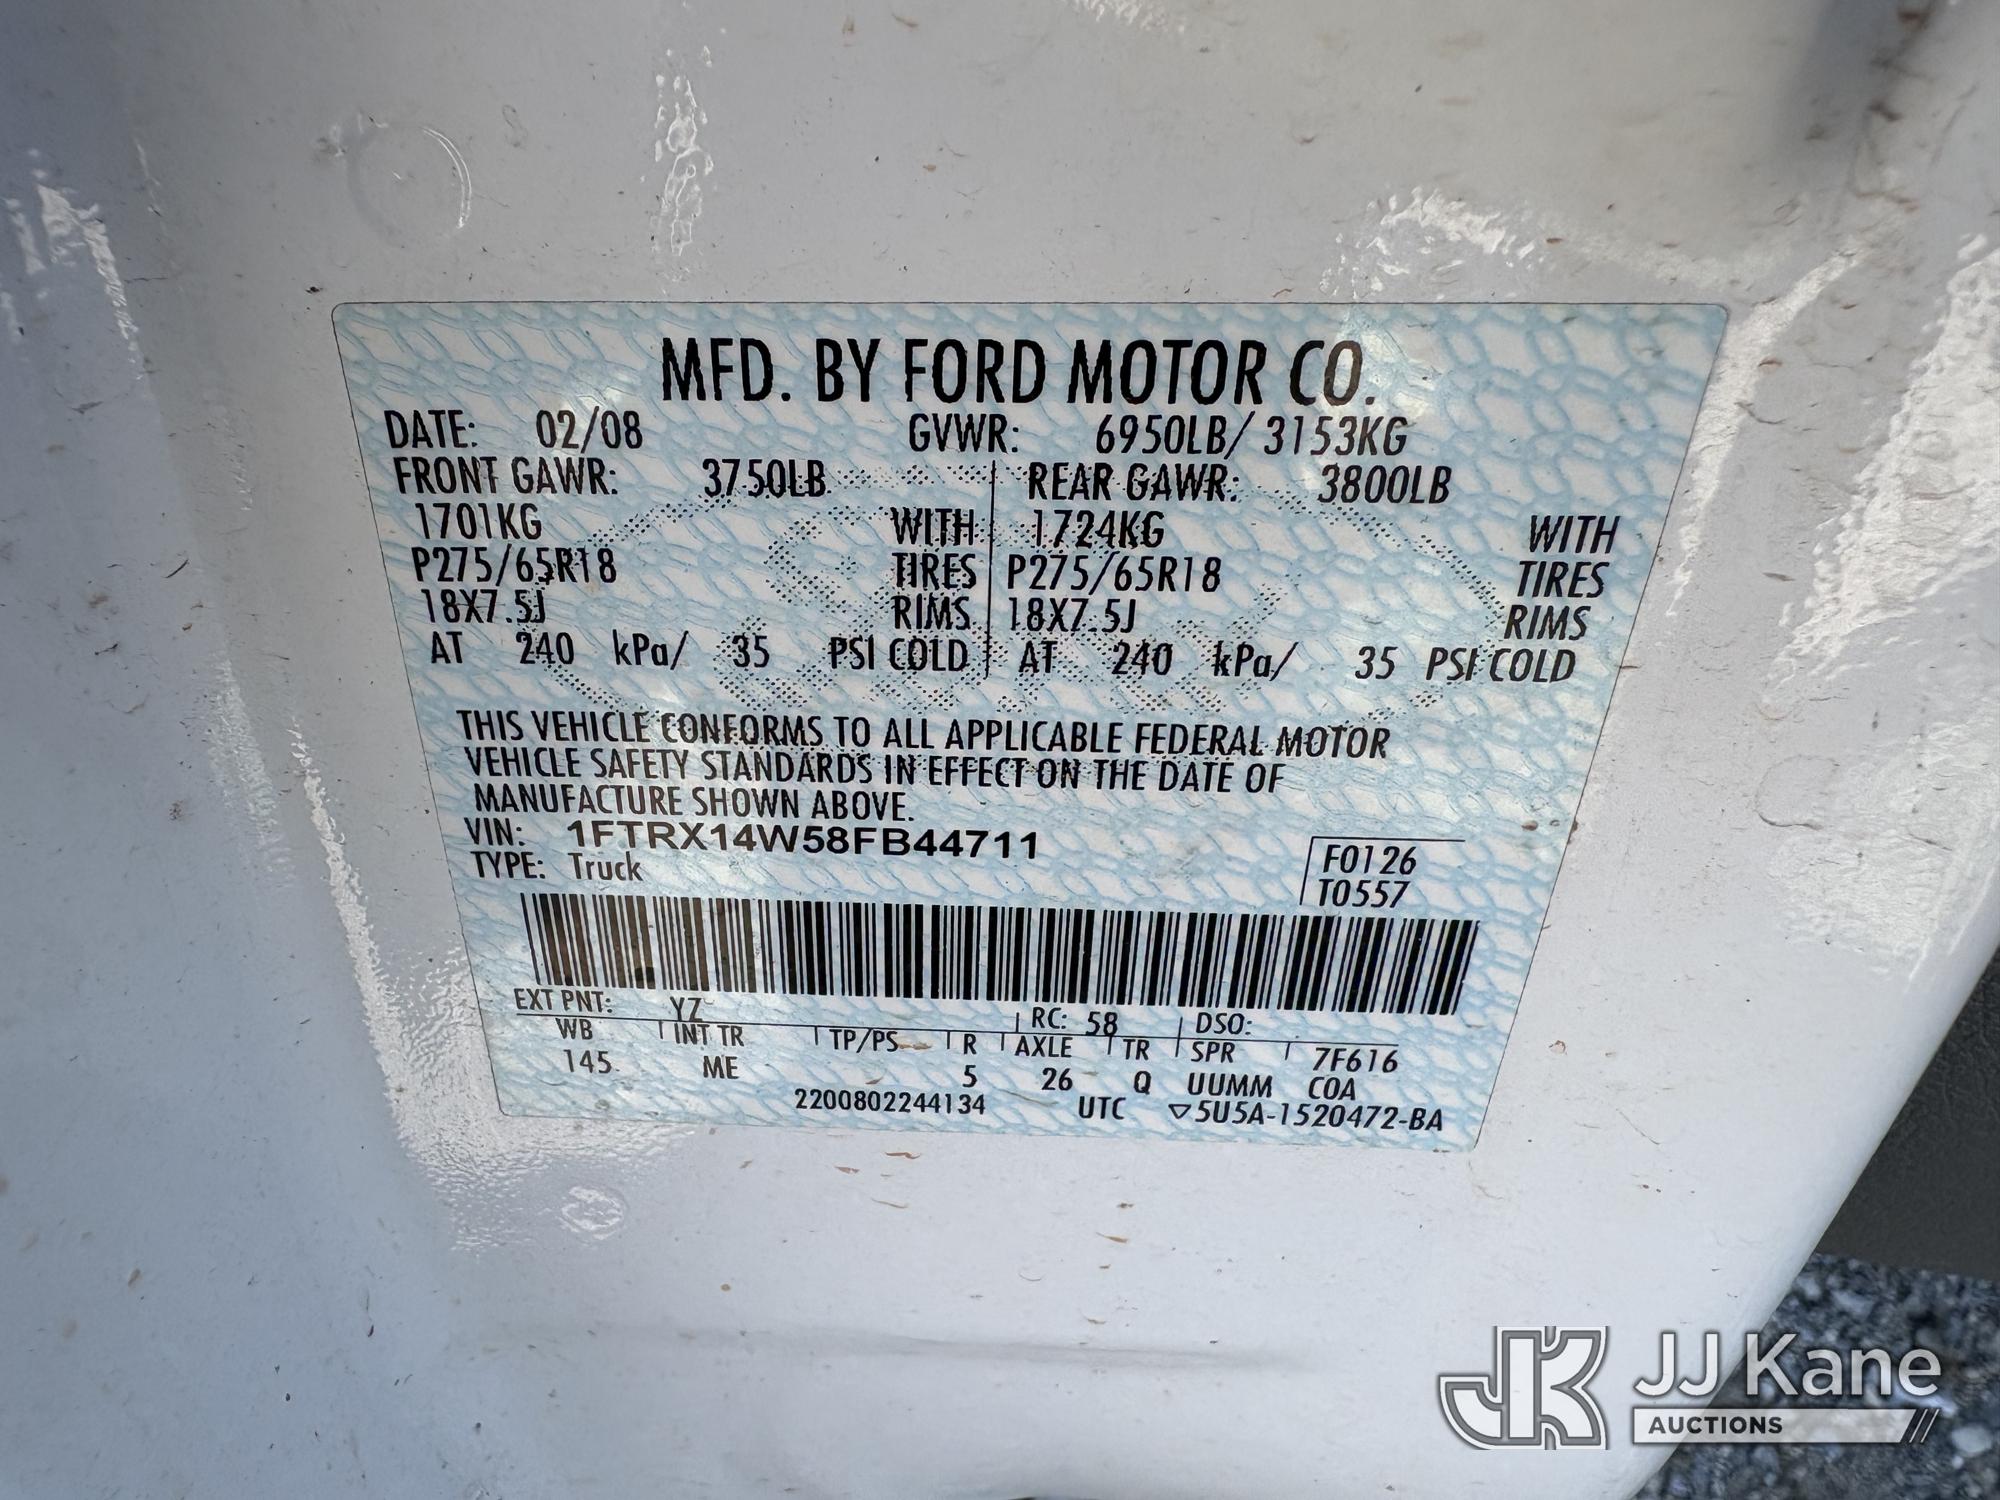 MFD. BY FORD MOTOR CO.
DATE: 02/08 GVWR: 6950LB/ 3153KG
FRONT GAWR: 3750LB REAR GAWR: 3800LB
1701KG WITH 1724KG WITH
P275/65R18 TIRES P275/65R18 TIRES
18X7.5J RIMS 18X7.5J RIMS
AT 240 kPa/ 35 PSI COLD AT 240 kPa/ 35 PSI COLD
THIS VEHICLE CONFORMS TO ALL APPLICABLE FEDERAL MOTOR
VEHICLE SAFETY STANDARDS IN EFFECT ON THE DATE OF
MANUFACTURE SHOWN ABOVE.
VIN: 1FTRX14W58FB44711
TYPE: Truck
F0126
T0557
EXT PNT: YZ RC: 58 DSO:
WB INT TR TP/PS R AXLE TR SPR 7F616
145 ME 5 26 Q UUMM COA
2200802244134 UTC ▽5U5A-1520472-BA
JK JJ Kane
AUCTIONS